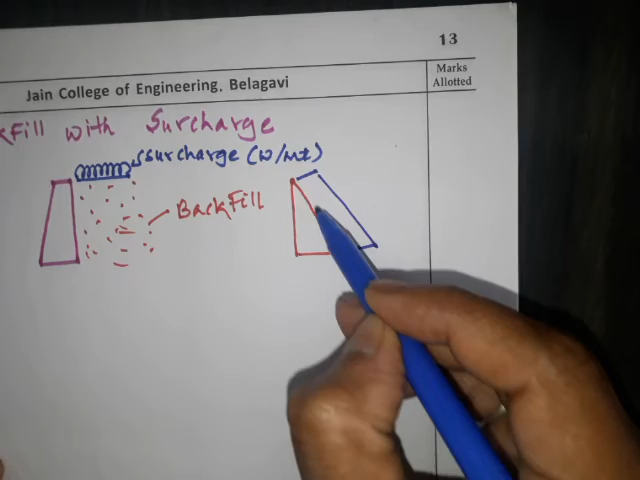 13
Jain College of Engineering, Belagavi
Marks
Allotted
kFill with Surcharge
surcharge (w/mt)
BackFill